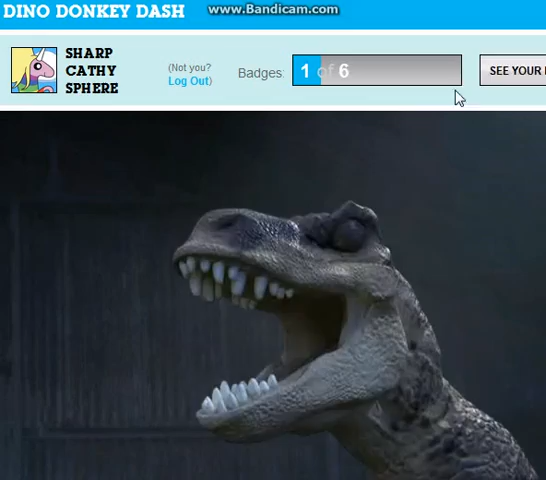 DINO DONKEY DASH
www.Bandicam.com
SHARP
CATHY
SPHERE
(Not you?
Log Out)
Badges:
1 of 6
SEE YOUR